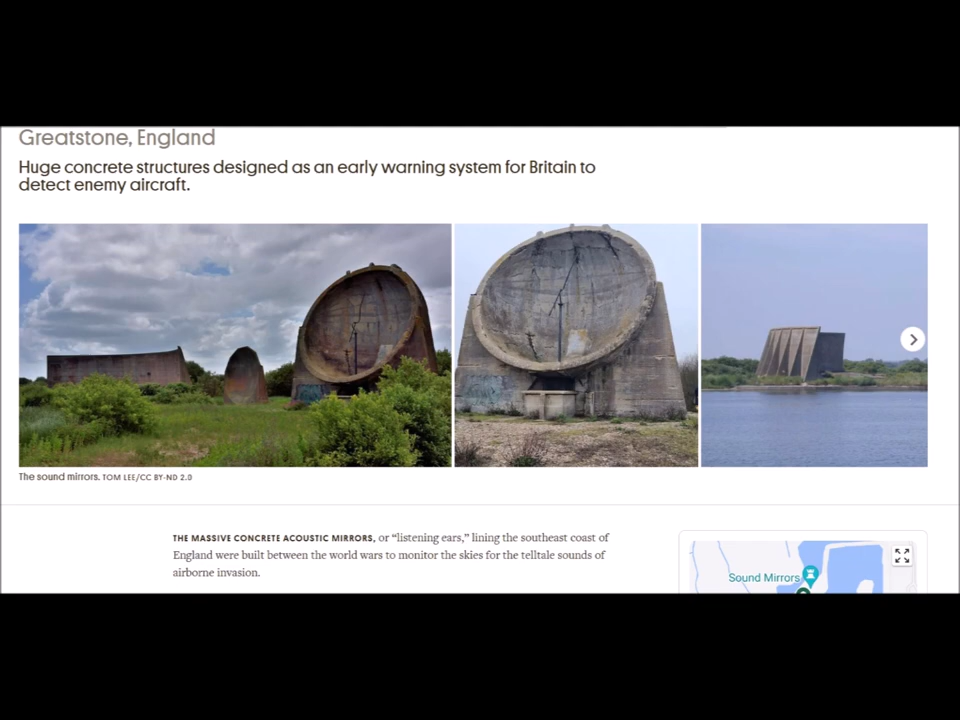 Greatstone, England
Huge concrete structures designed as an early warning system for Britain to
detect enemy aircraft.
The sound mirrors. TOM LEE/CC BY-ND 2.0
THE MASSIVE CONCRETE ACOUSTIC MIRRORS, or “listening ears,” lining the southeast coast of
England were built between the world wars to monitor the skies for the telltale sounds of
airborne invasion.
Sound Mirrors